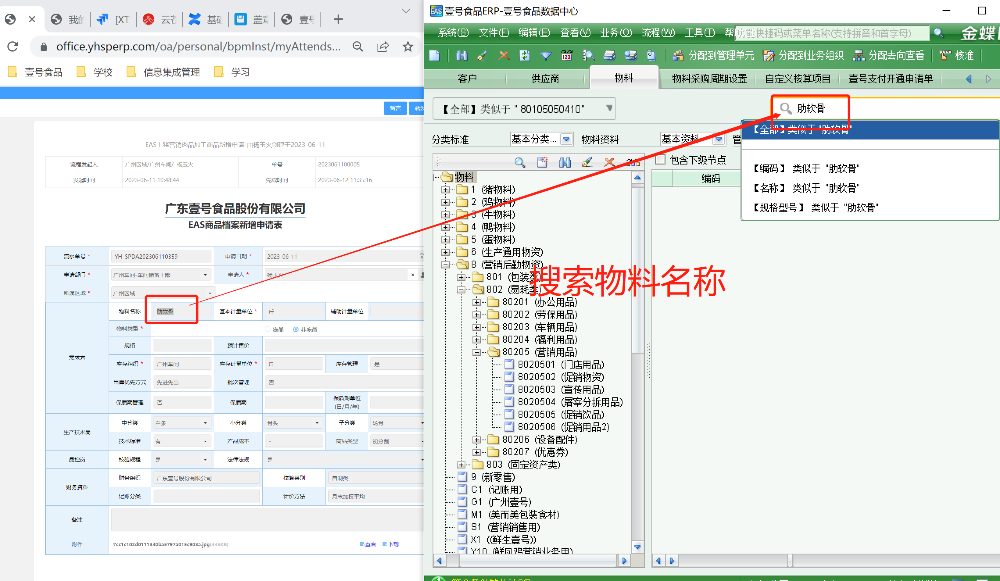 我的
[XT
云苍
基础
盖章
壹号
office.yhsperp.com/oa/personal/bpmInst/myAttends...
壹号食品 学校 信息集成管理 学习
留言 转发
EAS土猪营销肉品加工商品新增申请-由杨玉火创建于2023-06-11
流程发起人 广州区域/广州车间/ 杨玉火 单号 2023061100005
发起时间 2023-06-11 10:48:44 完成时间 2023-06-12 11:35:16
广东壹号食品股份有限公司
EAS商品档案新增申请表
流水单号 * YH_SPDA202306110359 申请日期 * 2023-06-11
申请部门 * 广州车间-车间储备干部 申请人 * 杨玉火 ×
所属区域 * 广州区域
需求方
物料名称 肋软骨 基本计量单位 * 斤 辅助计量单位
物料类型 * 冻品 非冻品
规格 预计售价
库存组织 * 广州车间 库存计量单位 * 斤 库存管理 是
出库优先方式 先进先出 批次管理 否
保质期管理 否 保质期 保质期单位
(日/月/年)
生产技术岗
中分类 白条 小分类 骨头 子分类 汤骨
技术标准 有 产品成本 - 商品类型 初分割
品控岗 校验规程 是 法律法规 是
财务资料
财务组织 广东壹号股份有限公司 核算类别 自制类
记账分类 计价方法 月末加权平均
备注
附件 7cc1c102d0111340ba5797a015c903a.jpg(445KB) 查看 下载
EAS 壹号食品ERP-壹号食品数据中心
系统(S) 文件(F) 编辑(E) 查看(V) 业务(O) 流程(W) 工具(T) 帮助 快捷码或菜单名称(支持拼音和首字母) 金蝶
分配到管理单元 分配到业务组织 分配去向查看 核准
客户 供应商 物料 物料采购周期设置 自定义核算项目 壹号支付开通申请单
【全部】类似于 "80105050410"
肋软骨
【全部】类似于 "肋软骨"
【编码】 类似于 "肋软骨"
【名称】 类似于 "肋软骨"
【规格型号】 类似于 "肋软骨"
分类标准 基本分类... 物料资料 基本资料 管
包含下级节点
编码
物料
1 (猪物料)
2 (鸡物料)
3 (牛物料)
4 (鸭物料)
5 (蛋物料)
6 (生产通用物资)
8 (营销后勤物资)
801 (包装类)
802 (易耗类)
80201 (办公用品)
80202 (劳保用品)
80203 (车辆用品)
80204 (福利用品)
80205 (营销用品)
8020501 (门店用品)
8020502 (促销物资)
8020503 (宣传用品)
8020504 (屠宰分拆用品)
8020505 (促销饮品)
8020506 (促销用品2)
80206 (设备配件)
80207 (优惠券)
803 (固定资产类)
9 (新零售)
C1 (记账用)
G1 (广州壹号)
M1 (美而美包装食材)
S1 (营销销售用)
X1 ((鲜生壹号))
Y10 (鲜凤鸡营销业务用)
搜索物料名称